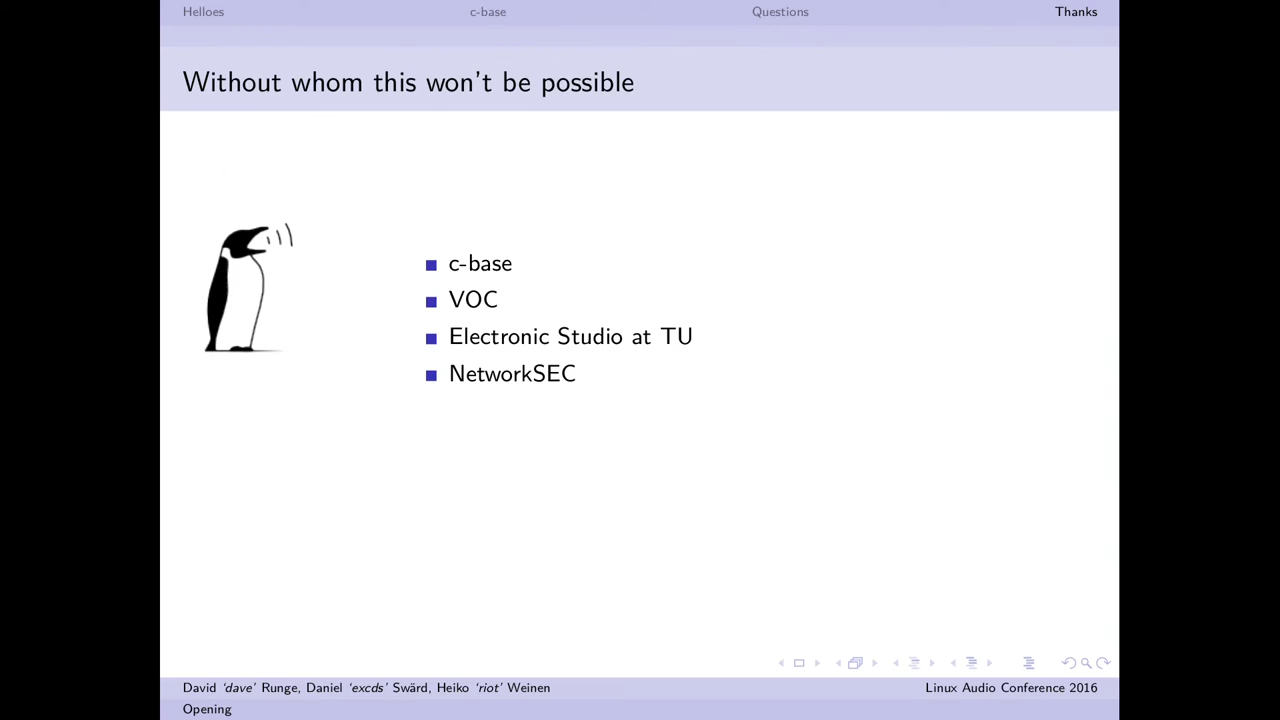 Helloes c-base Questions Thanks
Without whom this won't be possible
c-base
VOC
Electronic Studio at TU
NetworkSEC
David 'dave' Runge, Daniel 'excds' Swärd, Heiko 'riot' Weinen Linux Audio Conference 2016
Opening